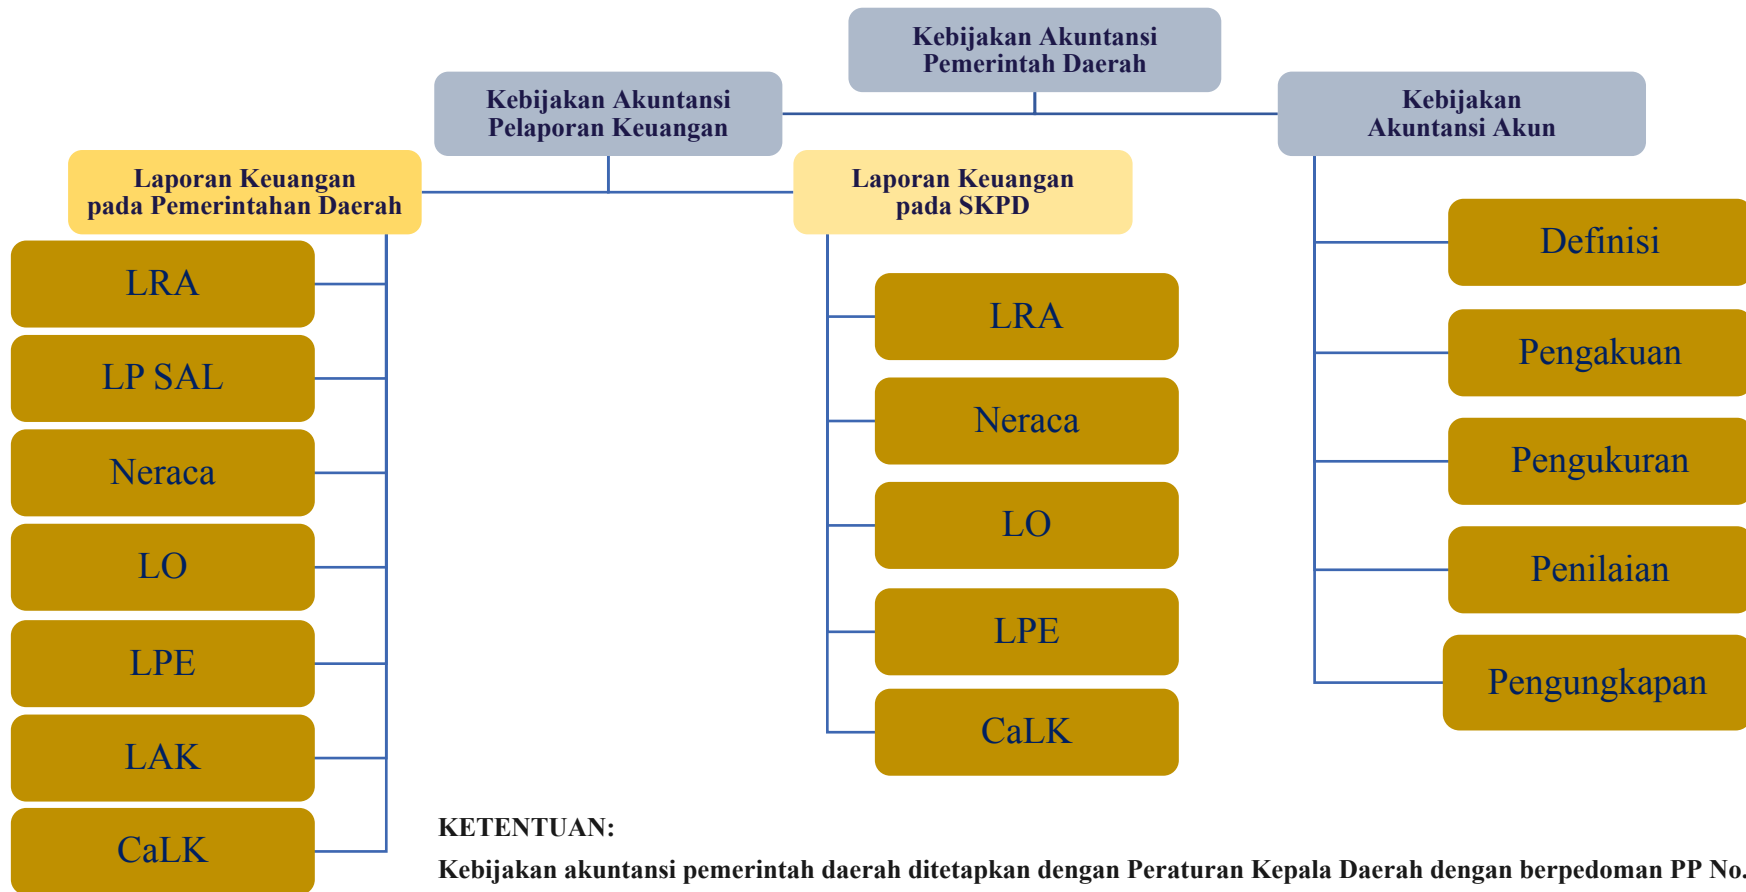 Kebijakan Akuntansi
Pemerintah Daerah
Kebijakan Akuntansi
Pelaporan Keuangan
Kebijakan
Akuntansi Akun
Laporan Keuangan
pada Pemerintahan Daerah
Laporan Keuangan
pada SKPD
LRA
LP SAL
Neraca
LO
LPE
LAK
CaLK
LRA
Neraca
LO
LPE
CaLK
Definisi
Pengakuan
Pengukuran
Penilaian
Pengungkapan
KETENTUAN:
Kebijakan akuntansi pemerintah daerah ditetapkan dengan Peraturan Kepala Daerah dengan berpedoman PP No.